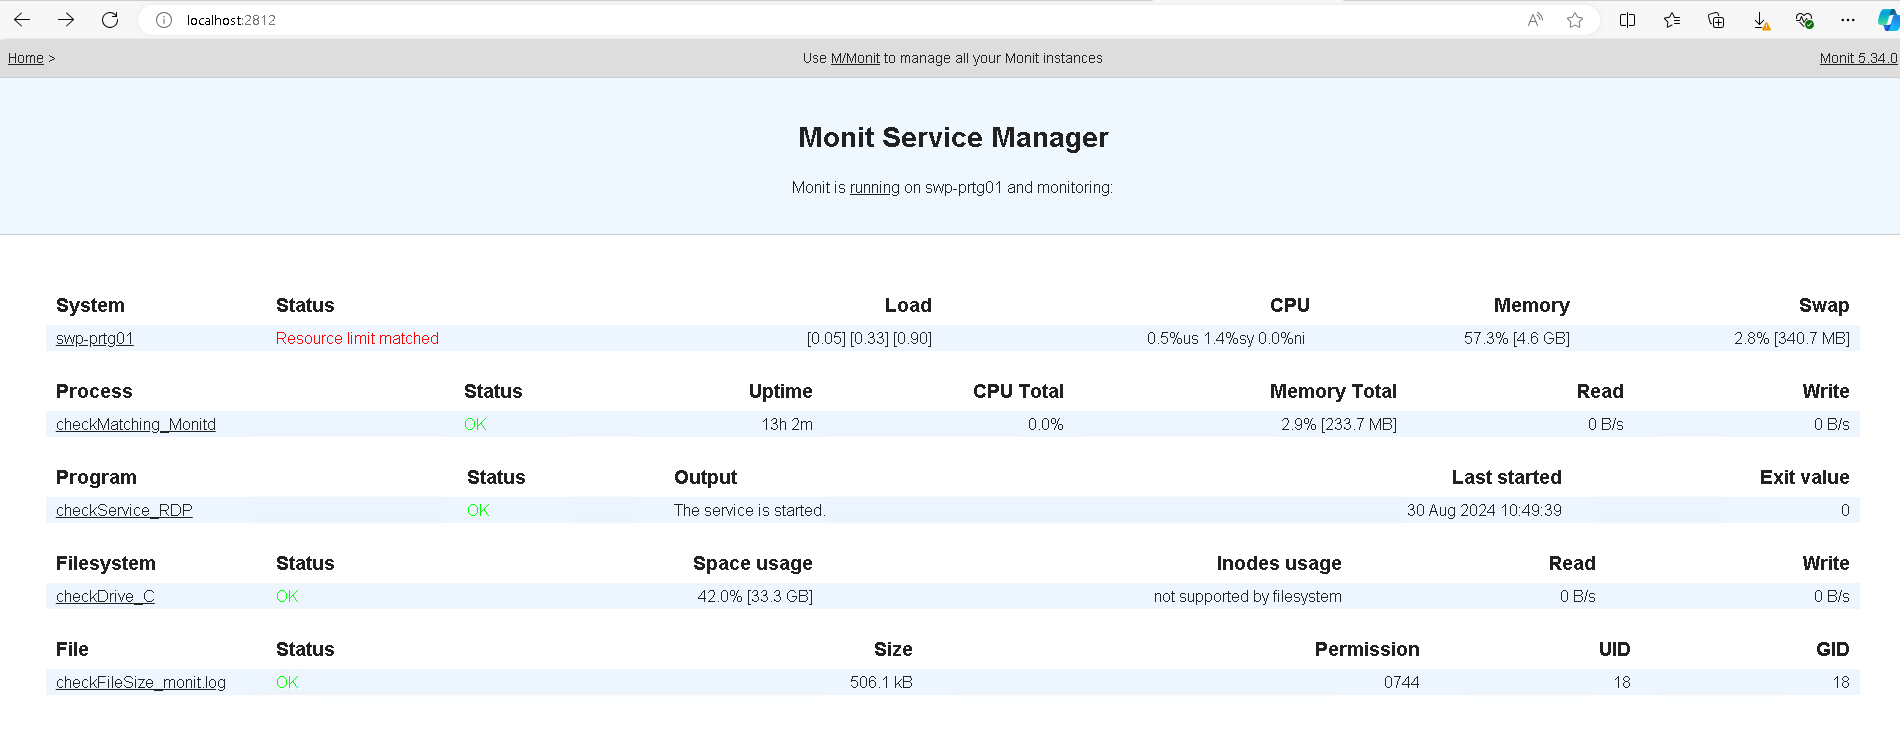 localhost:2812
Home >
Use M/Monit to manage all your Monit instances
Monit 5.34.0
Monit Service Manager
Monit is running on swp-prtg01 and monitoring:
System Status Load CPU Memory Swap
swp-prtg01 Resource limit matched [0.05] [0.33] [0.90] 0.5%us 1.4%sy 0.0%ni 57.3% [4.6 GB] 2.8% [340.7 MB]
Process Status Uptime CPU Total Memory Total Read Write
checkMatching_Monitd OK 13h 2m 0.0% 2.9% [233.7 MB] 0 B/s 0 B/s
Program Status Output Last started Exit value
checkService_RDP OK The service is started. 30 Aug 2024 10:49:39 0
Filesystem Status Space usage Inodes usage Read Write
checkDrive_C OK 42.0% [33.3 GB] not supported by filesystem 0 B/s 0 B/s
File Status Size Permission UID GID
checkFileSize_monit.log OK 506.1 kB 0744 18 18